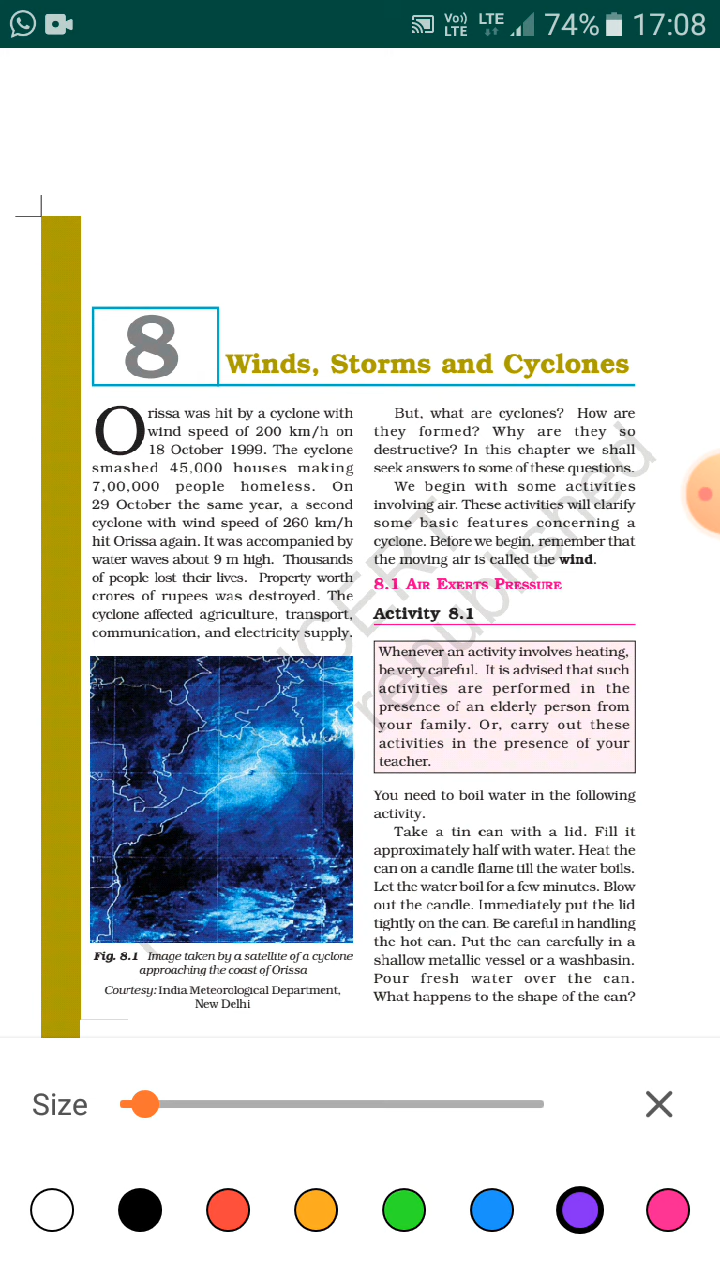 Vo)) LTE
LTE
74%
17:08
8
Winds, Storms and Cyclones
Orissa was hit by a cyclone with
wind speed of 200 km/h on
18 October 1999. The cyclone
smashed 45,000 houses making
7,00,000 people homeless. On
29 October the same year, a second
cyclone with wind speed of 260 km/h
hit Orissa again. It was accompanied by
water waves about 9 m high. Thousands
of people lost their lives. Property worth
crores of rupees was destroyed. The
cyclone affected agriculture, transport,
communication, and electricity supply.
Fig. 8.1 Image taken by a satellite of a cyclone
approaching the coast of Orissa
Courtesy: India Meteorological Department,
New Delhi
But, what are cyclones? How are
they formed? Why are they so
destructive? In this chapter we shall
seek answers to some of these questions.
We begin with some activities
involving air. These activities will clarify
some basic features concerning a
cyclone. Before we begin, remember that
the moving air is called the wind.
8.1 AIR EXERTS PRESSURE
Activity 8.1
Whenever an activity involves heating,
be very careful. It is advised that such
activities are performed in the
presence of an elderly person from
your family. Or, carry out these
activities in the presence of your
teacher.
You need to boil water in the following
activity.
Take a tin can with a lid. Fill it
approximately half with water. Heat the
can on a candle flame till the water boils.
Let the water boil for a few minutes. Blow
out the candle. Immediately put the lid
tightly on the can. Be careful in handling
the hot can. Put the can carefully in a
shallow metallic vessel or a washbasin.
Pour fresh water over the can.
What happens to the shape of the can?
republished
Size